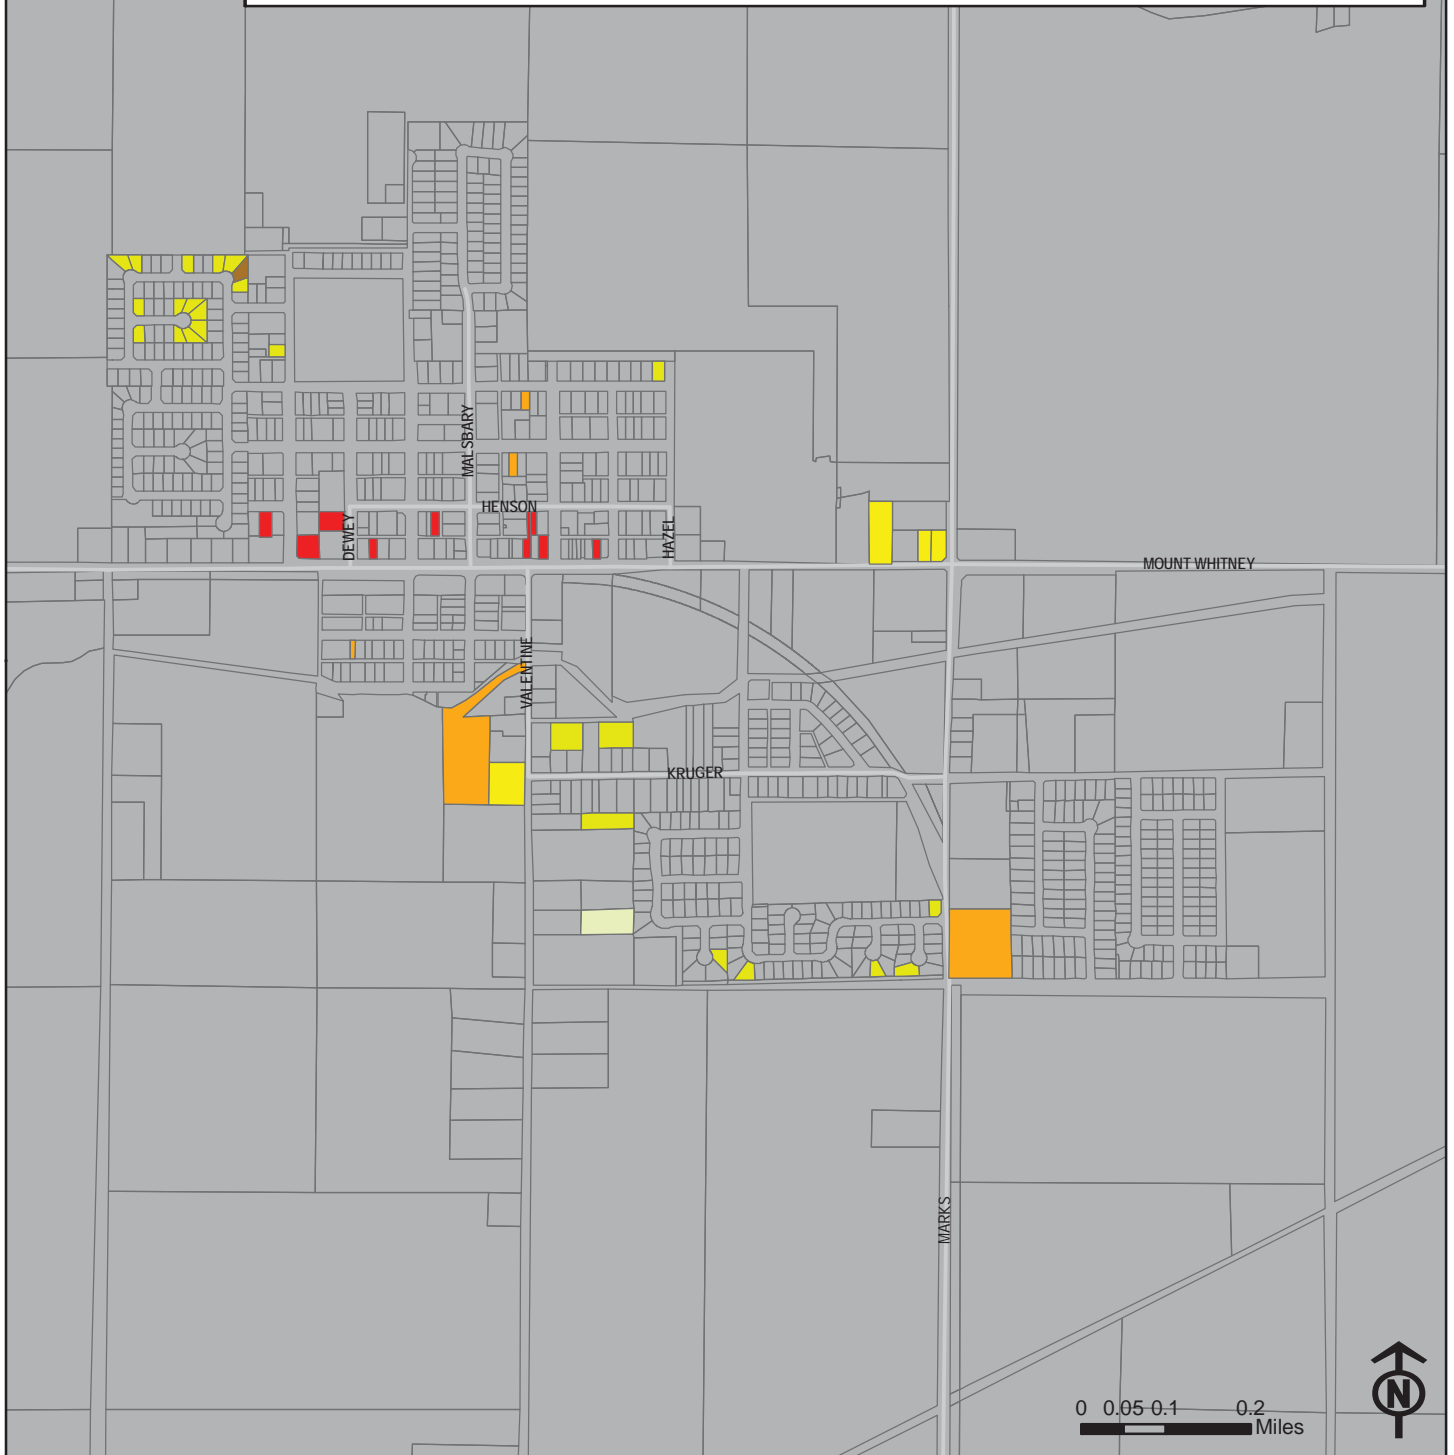 MALSBARY
HENSON
DEWEY
HAZEL
MOUNT WHITNEY
VALENTINE
KRUGER
MARKS
0 0.05 0.1 0.2
Miles
N